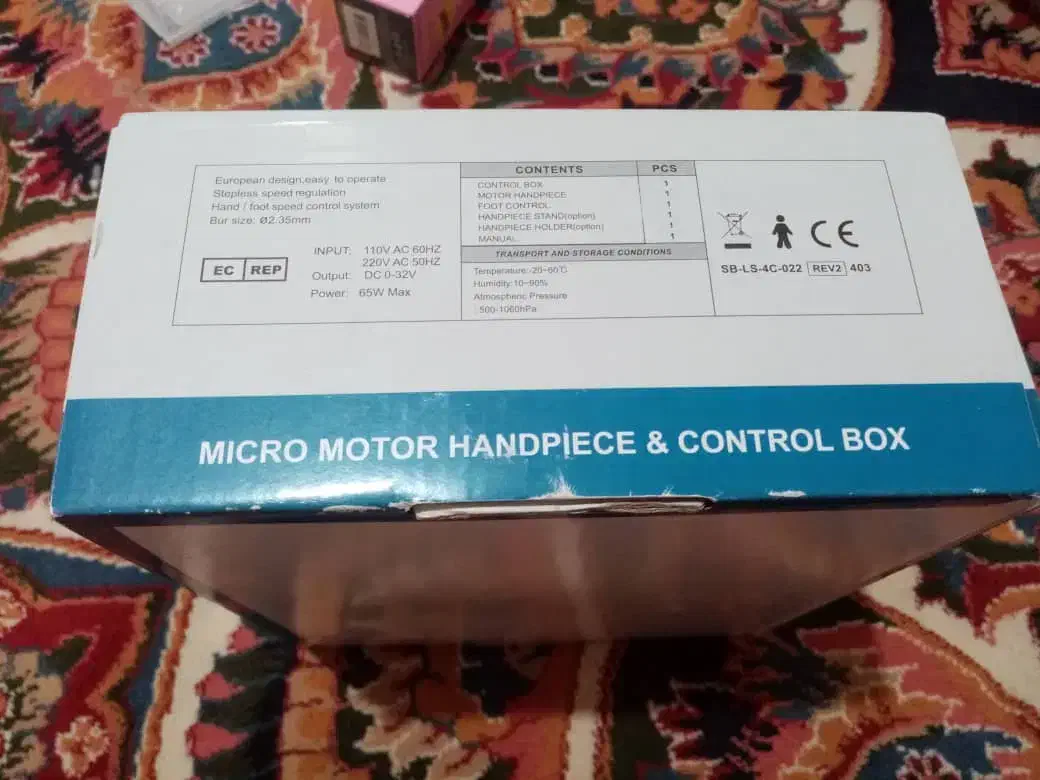 European design,easy to operate
Stepless speed regulation
Hand / foot speed control system
Bur size: Ø2.35mm
EC REP
INPUT: 110V AC 60HZ
220V AC 50HZ
Output: DC 0-32V
Power: 65W Max
CONTENTS PCS
CONTROL BOX 1
MOTOR HANDPIECE 1
FOOT CONTROL 1
HANDPIECE STAND(option) 1
HANDPIECE HOLDER(option) 1
MANUAL 1
TRANSPORT AND STORAGE CONDITIONS
Temperature:-20~60℃
Humidity:10~90%
Atmospheric Pressure
:500-1060hPa
CE
SB-LS-4C-022 REV2 403
MICRO MOTOR HANDPIECE & CONTROL BOX